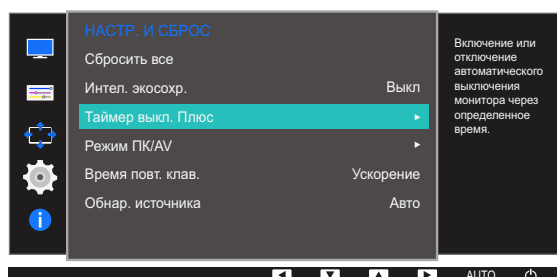 НАСТР. И СБРОС
Сбросить все
Интел. экосохр. Выкл
Таймер выкл. Плюс
Режим ПК/AV
Время повт. клав. Ускорение
Обнар. источника Авто
Включение или
отключение
автоматического
выключения
монитора через
определенное
время.
AUTO